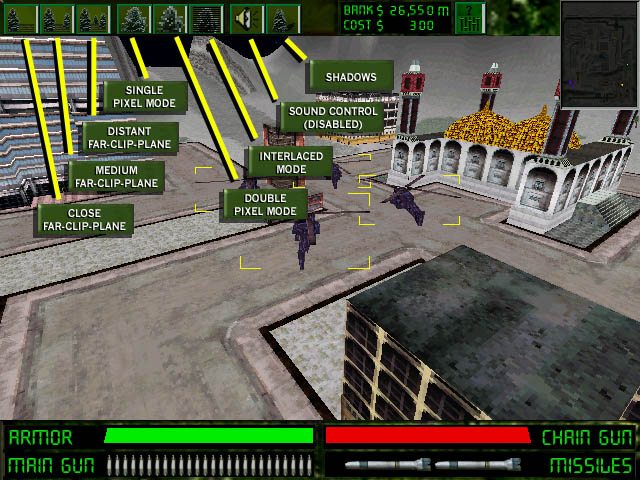 BANK $ 26,550 m
COST $ 300
?
SHADOWS
SINGLE
PIXEL MODE
SOUND CONTROL
(DISABLED)
DISTANT
FAR-CLIP-PLANE
INTERLACED
MODE
MEDIUM
FAR-CLIP-PLANE
DOUBLE
PIXEL MODE
CLOSE
FAR-CLIP-PLANE
ARMOR
CHAIN GUN
MAIN GUN
MISSILES